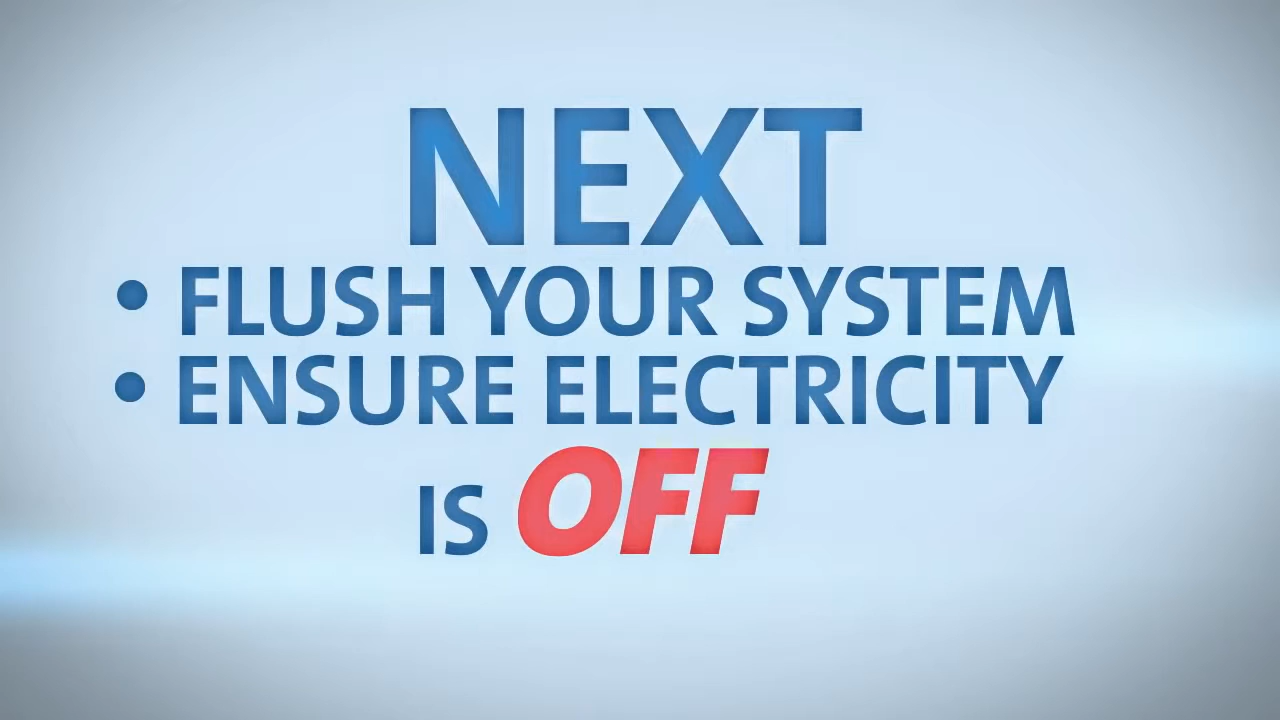 NEXT
• FLUSH YOUR SYSTEM
• ENSURE ELECTRICITY
IS OFF